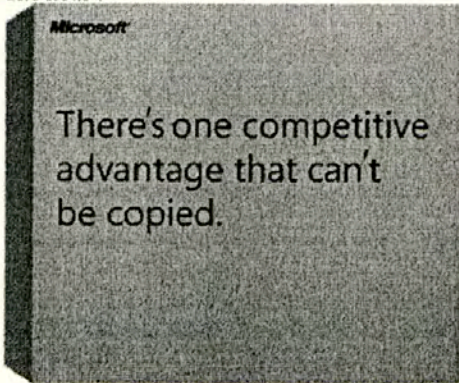 Microsoft
There's one competitive
advantage that can't
be copied.